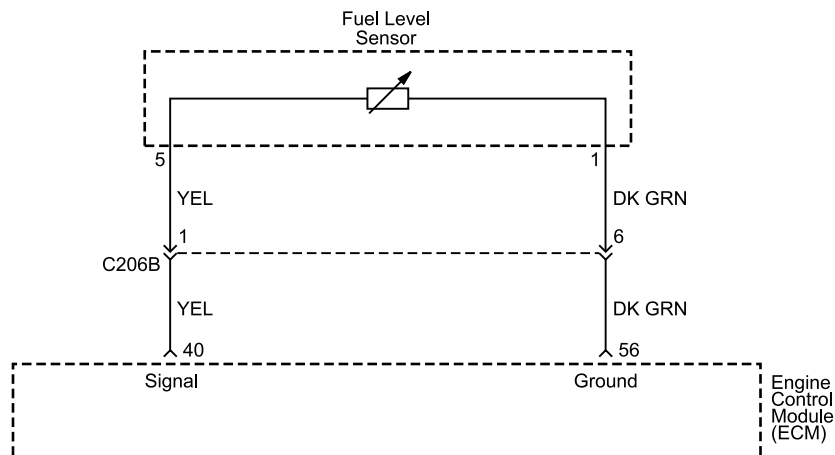 Fuel Level
Sensor
5
1
YEL
DK GRN
1
6
C206B
YEL
DK GRN
40
56
Signal
Ground
Engine
Control
Module
(ECM)